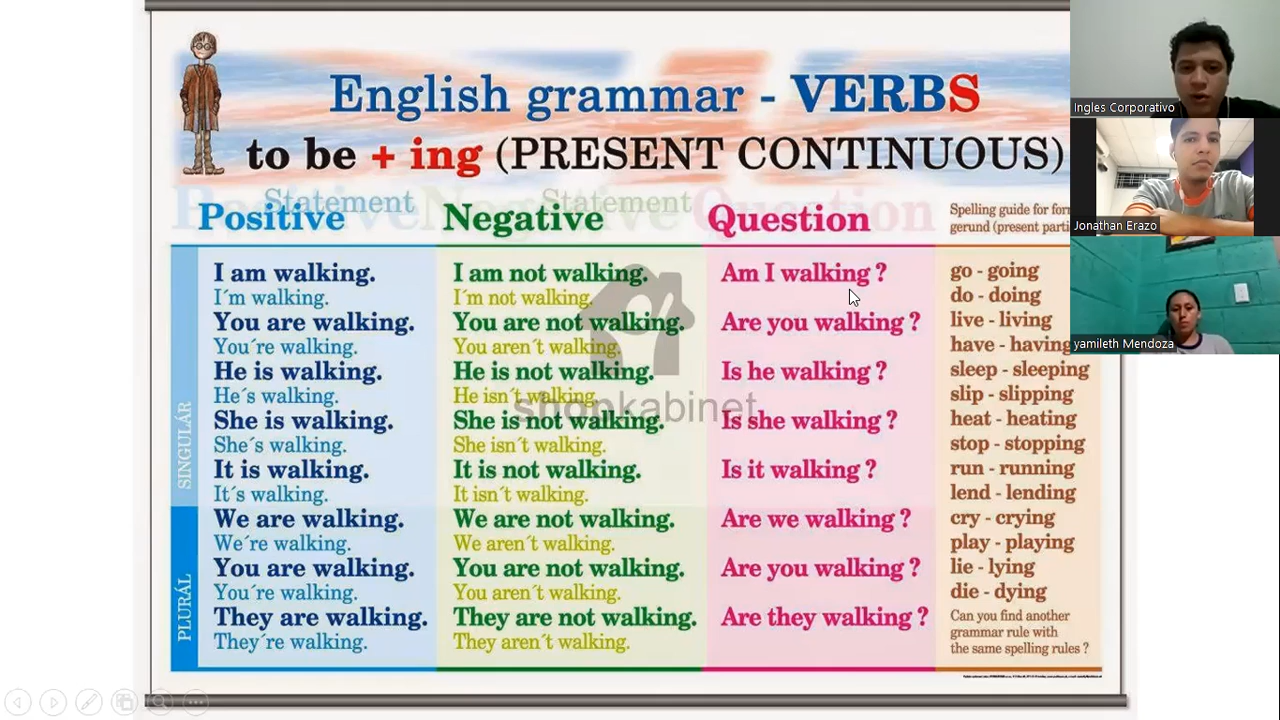 English grammar - VERBS
to be + ing (PRESENT CONTINUOUS)
Statement
Statement
Positive
Negative
Question
Spelling guide for
gerund (present
SINGULÁR
I am walking.
I´m walking.
You are walking.
You´re walking.
He is walking.
He´s walking.
She is walking.
She´s walking.
It is walking.
It´s walking.
PLURÁL
We are walking.
We´re walking.
You are walking.
You´re walking.
They are walking.
They´re walking.
I am not walking.
I´m not walking.
You are not walking.
You aren´t walking.
He is not walking.
He isn´t walking.
She is not walking.
She isn´t walking.
It is not walking.
It isn´t walking.
We are not walking.
We aren´t walking.
You are not walking.
You aren´t walking.
They are not walking.
They aren´t walking.
Am I walking ?
Are you walking ?
Is he walking ?
Is she walking ?
Is it walking ?
Are we walking ?
Are you walking ?
Are they walking ?
go - going
do - doing
live - living
have - having
sleep - sleeping
slip - slipping
heat - heating
stop - stopping
run - running
lend - lending
cry - crying
play - playing
lie - lying
die - dying
Can you find another
grammar rule with
the same spelling rules ?
shopkabinet
Ingles Corporativo
Jonathan Erazo
yamileth Mendoza